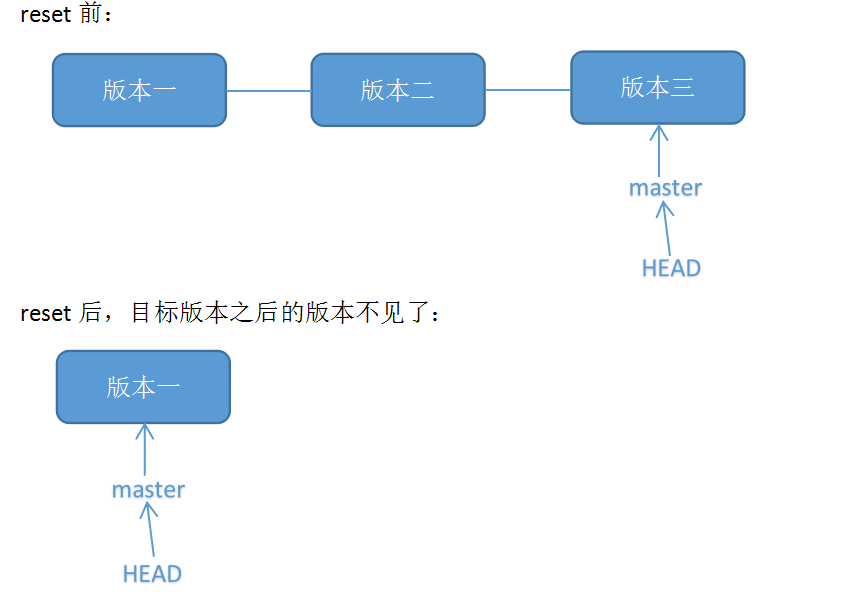 reset 前：
版本一
版本二
版本三
master
HEAD
reset 后，目标版本之后的版本不见了：
版本一
master
HEAD